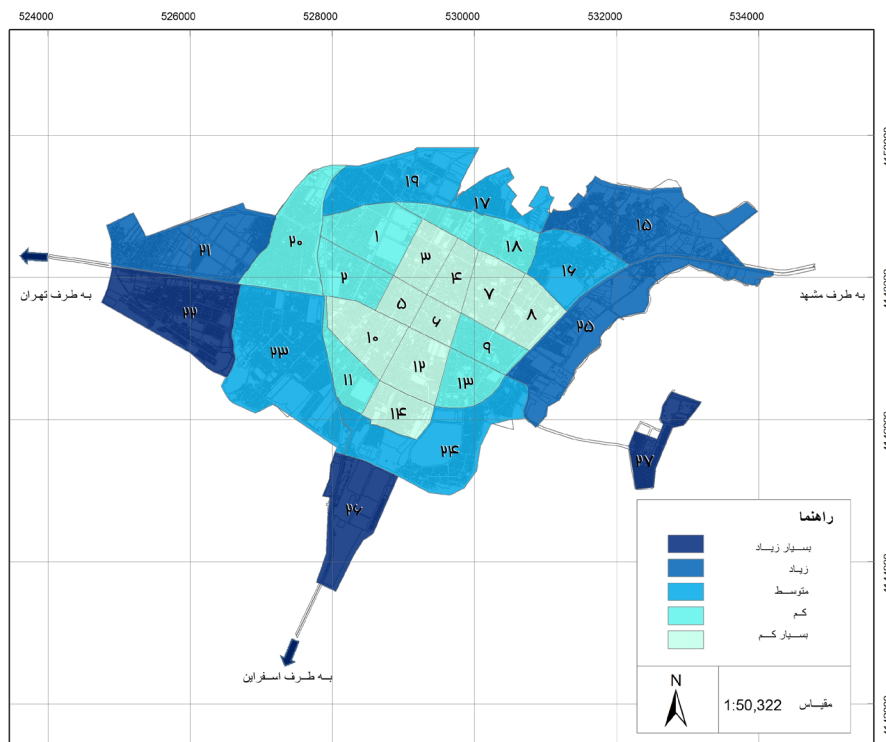 524000 526000 528000 530000 532000 534000
۱۹
۱۷
۱۵
۲۰
۱
۱۸
۲۱
۳
۱۶
۲
۴
۷
به طرف تهران
به طرف مشهد
۲۲
۵
۶
۸
۲۵
۲۳
۱۰
۹
۱۲
۱۱
۱۳
۱۴
۲۴
۲۷
۲۶
به طرف اسفراین
راهنما
بسیار زیاد
زیاد
متوسط
کم
بسیار کم
N
1:50,322 مقیاس